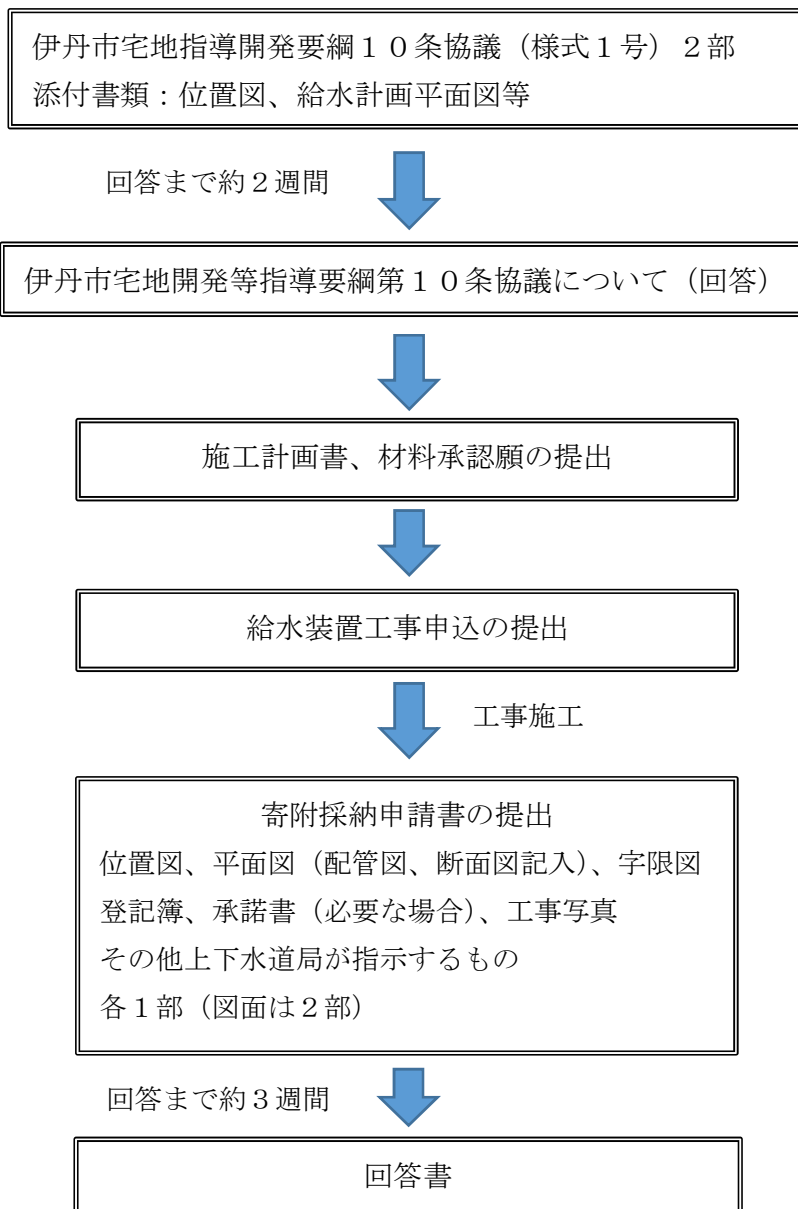 伊丹市宅地指導開発要綱１０条協議（様式１号）２部
添付書類：位置図、給水計画平面図等
回答まで約２週間
伊丹市宅地開発等指導要綱第１０条協議について（回答）
施工計画書、材料承認願の提出
給水装置工事申込の提出
工事施工
寄附採納申請書の提出
位置図、平面図（配管図、断面図記入）、字限図
登記簿、承諾書（必要な場合）、工事写真
その他上下水道局が指示するもの
各１部（図面は２部）
回答まで約３週間
回答書